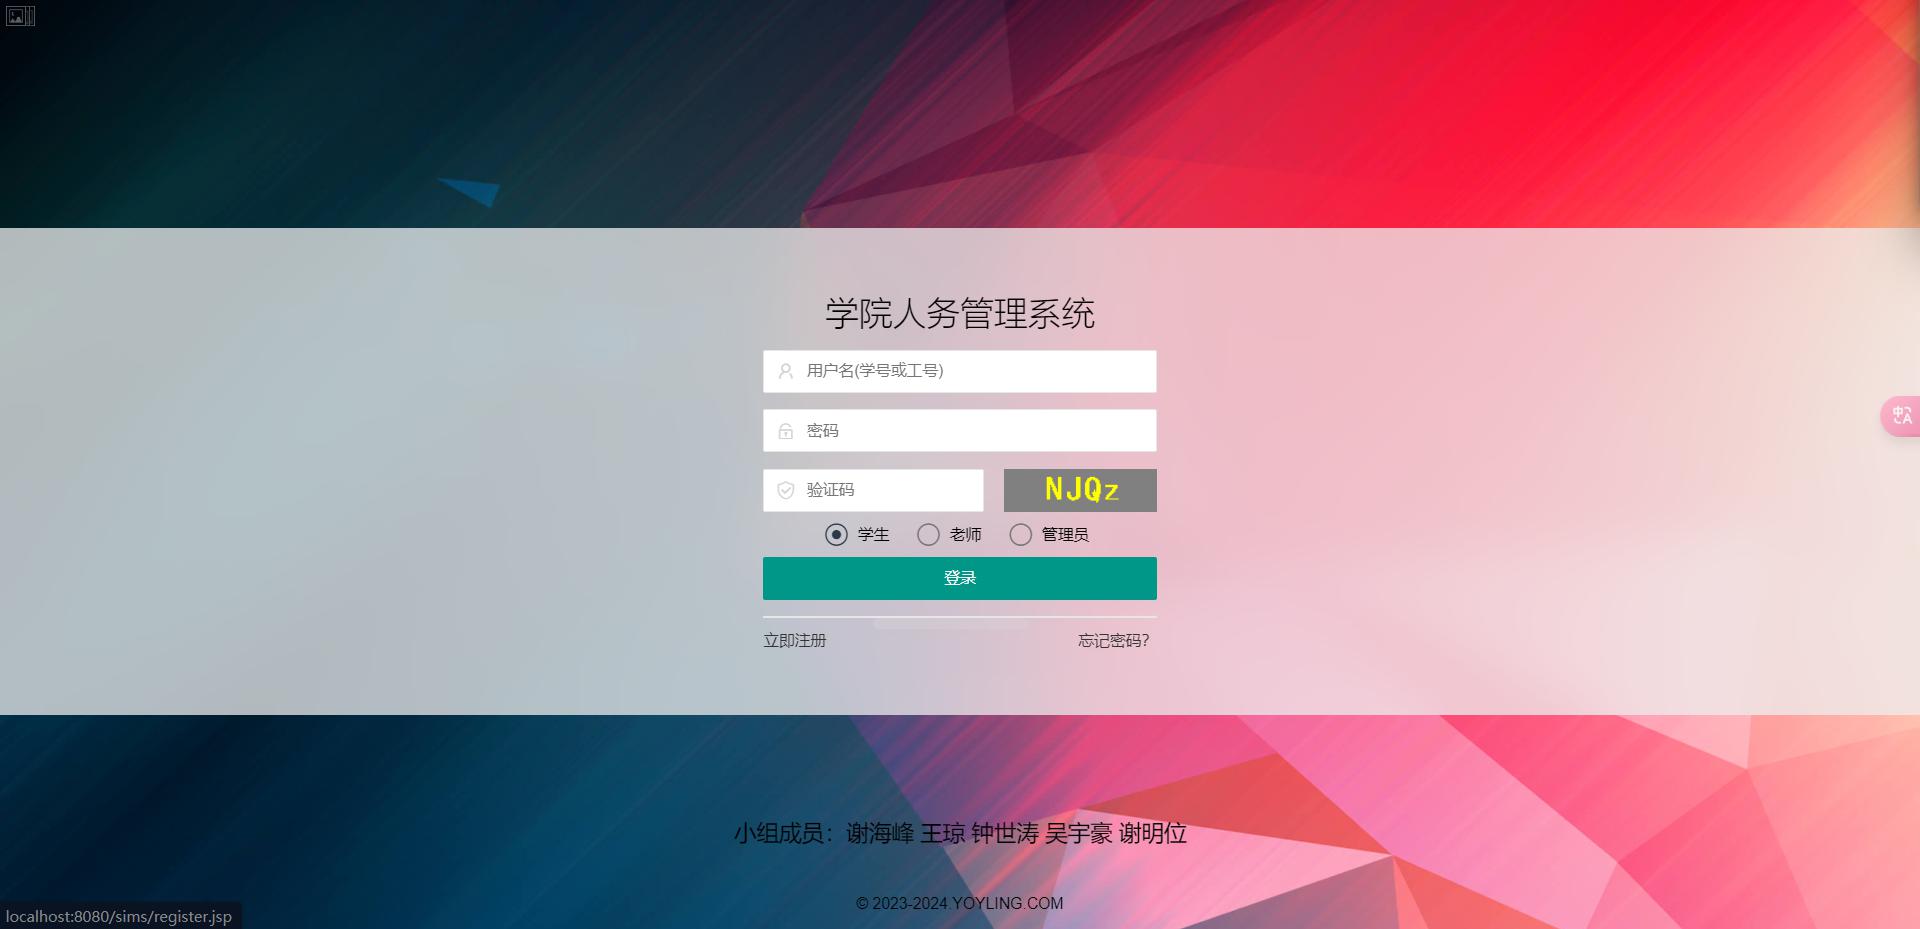 学院人务管理系统
用户名(学号或工号)
密码
验证码 NJQz
学生 老师 管理员
登录
立即注册 忘记密码?
小组成员：谢海峰 王琼 钟世涛 吴宇豪 谢明位
© 2023-2024.YOYLING.COM
localhost:8080/sims/register.jsp